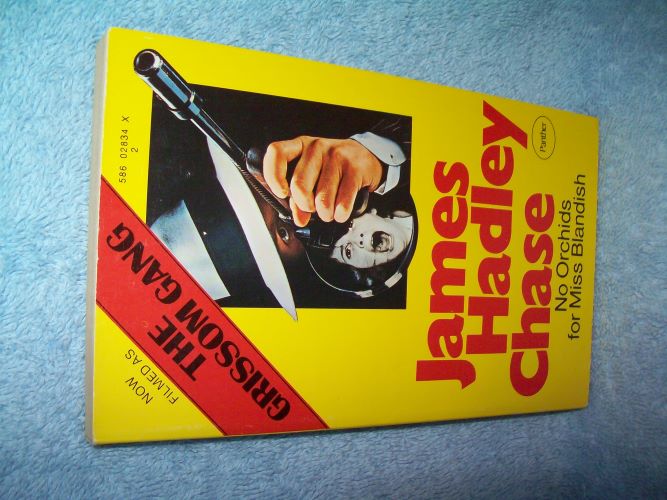 James
Hadley
Chase
No Orchids
for Miss Blandish
Panther
NOW
FILMED AS
THE
GRISSOM GANG
586 02834 X
2